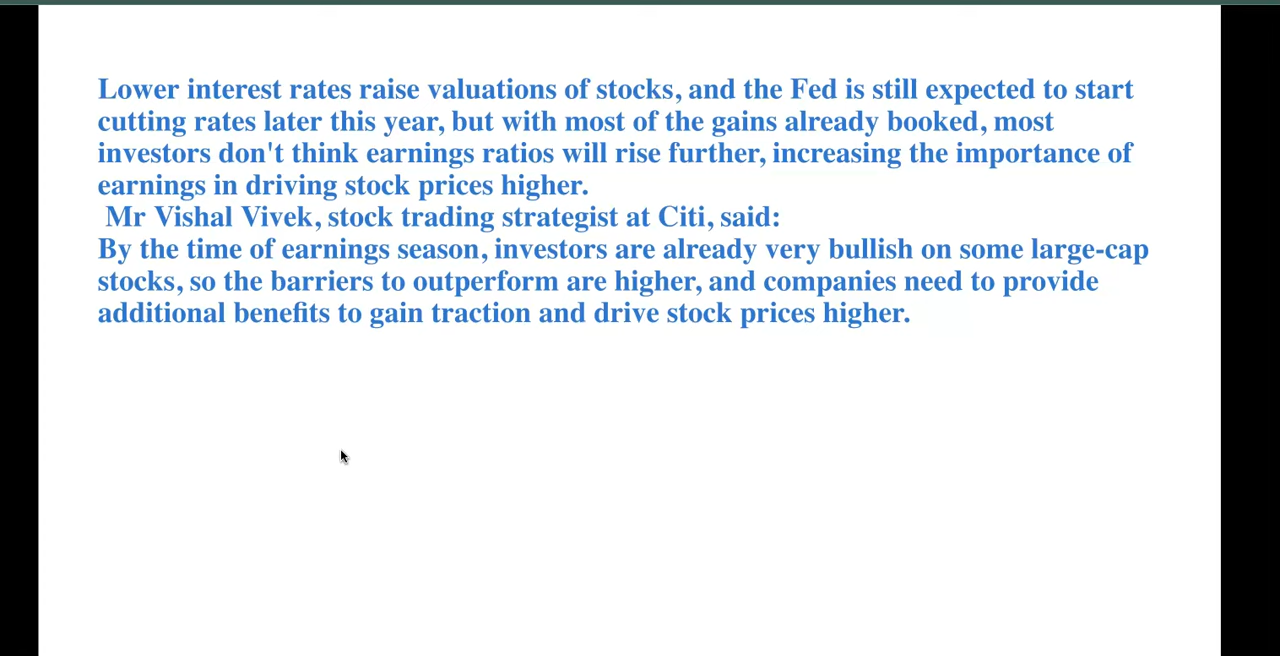 Lower interest rates raise valuations of stocks, and the Fed is still expected to start
cutting rates later this year, but with most of the gains already booked, most
investors don't think earnings ratios will rise further, increasing the importance of
earnings in driving stock prices higher.
Mr Vishal Vivek, stock trading strategist at Citi, said:
By the time of earnings season, investors are already very bullish on some large-cap
stocks, so the barriers to outperform are higher, and companies need to provide
additional benefits to gain traction and drive stock prices higher.